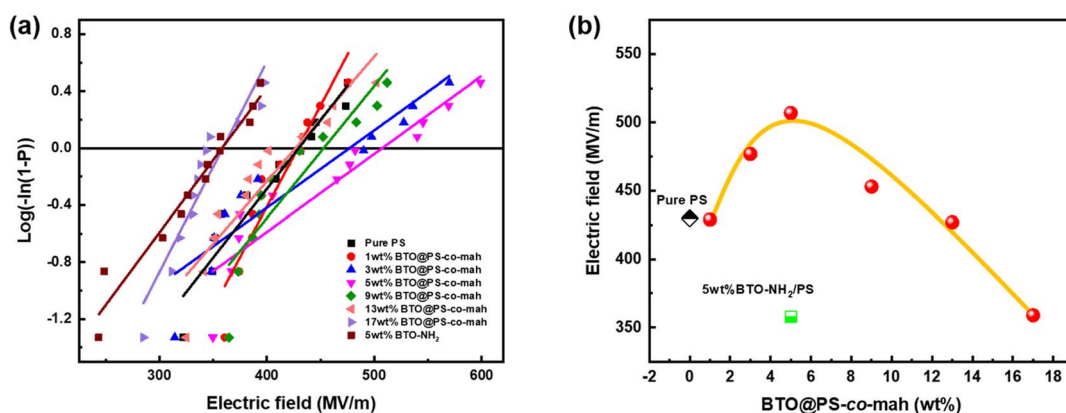 (a)
Log(-ln(1-P))
0.8
0.4
0.0
-0.4
-0.8
-1.2
Pure PS
1wt% BTO@PS-co-mah
3wt% BTO@PS-co-mah
5wt% BTO@PS-co-mah
9wt% BTO@PS-co-mah
13wt% BTO@PS-co-mah
17wt% BTO@PS-co-mah
5wt% BTO-NH₂
300 400 500 600
Electric field (MV/m)
(b)
Electric field (MV/m)
550
500
450
400
350
Pure PS
5wt%BTO-NH₂/PS
-2 0 2 4 6 8 10 12 14 16 18
BTO@PS-co-mah (wt%)